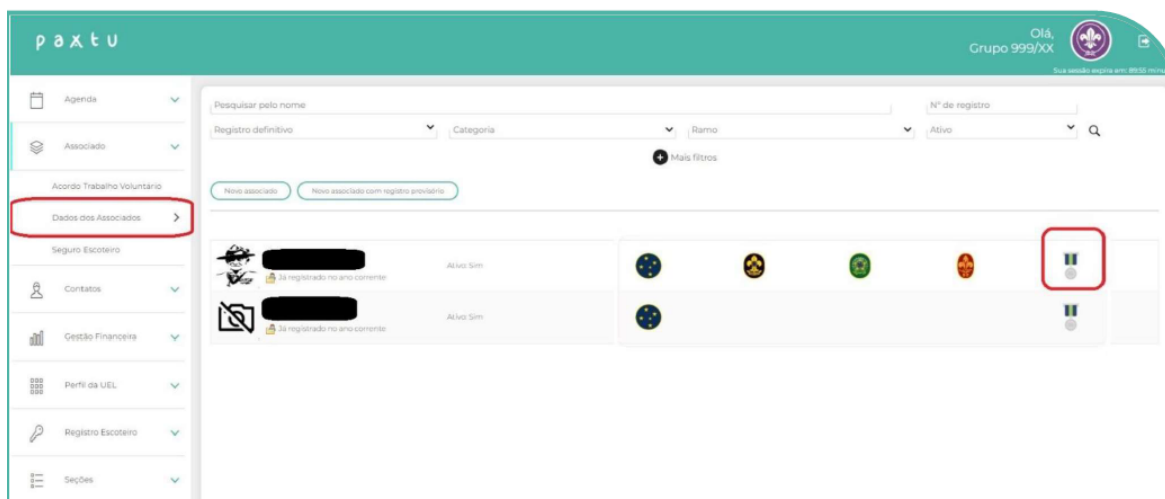 paxtu
Olá,
Grupo 999/XX
Sua sessão expira em: 89:55 minu
Agenda
Associado
Acordo Trabalho Voluntário
Dados dos Associados
Seguro Escoteiro
Contatos
Gestão Financeira
Perfil da UEL
Registro Escoteiro
Seções
Pesquisar pelo nome
Nº de registro
Registro definitivo
Categoria
Ramo
Ativo
Mais filtros
Novo associado
Novo associado com registro provisório
Já registrado no ano corrente
Ativo: Sim
Já registrado no ano corrente
Ativo: Sim